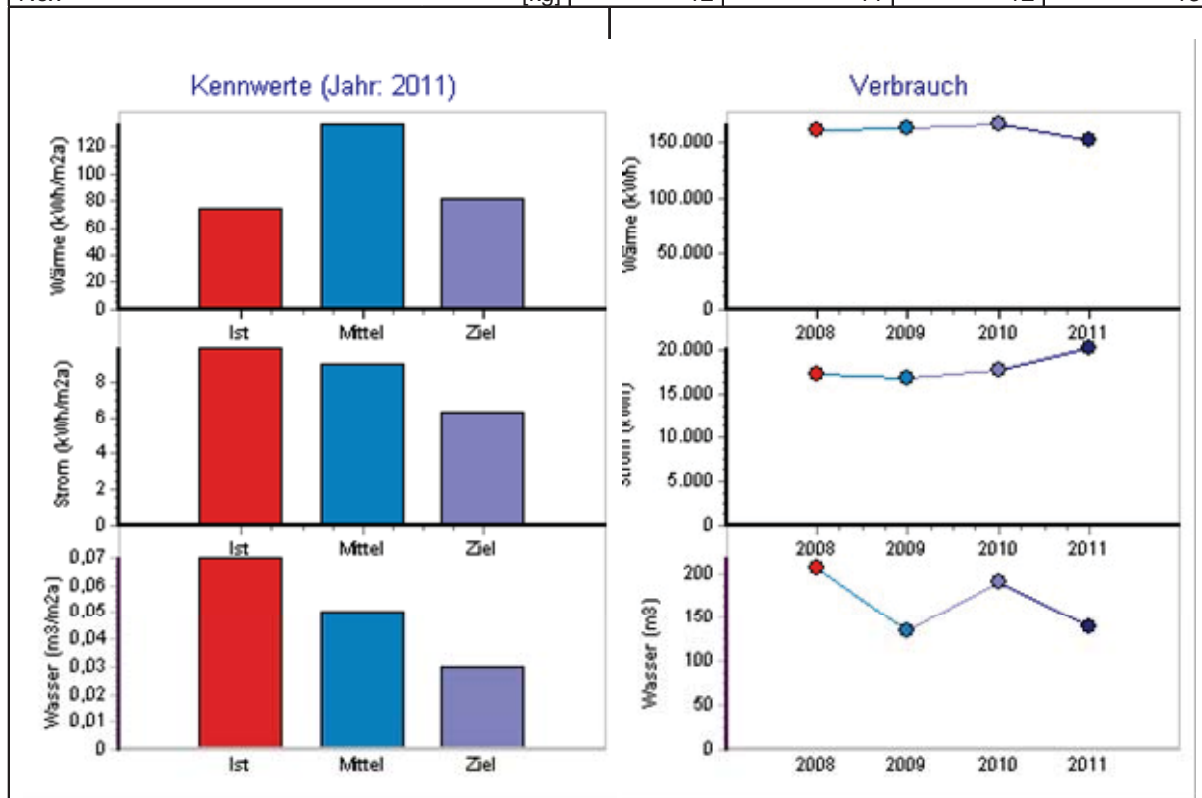 [kg]
Kennwerte (Jahr: 2011)
Wärme (kWh/m2a)
120
100
80
60
40
20
0
Ist Mittel Ziel
Strom (kWh/m2a)
8
6
4
2
0
Ist Mittel Ziel
Wasser (m3/m2a)
0,07
0,06
0,05
0,04
0,03
0,02
0,01
0
Ist Mittel Ziel
Verbrauch
Wärme (kWh)
150.000
100.000
50.000
0
2008 2009 2010 2011
Strom (kWh)
20.000
15.000
10.000
5.000
0
2008 2009 2010 2011
Wasser (m3)
200
150
100
50
0
2008 2009 2010 2011